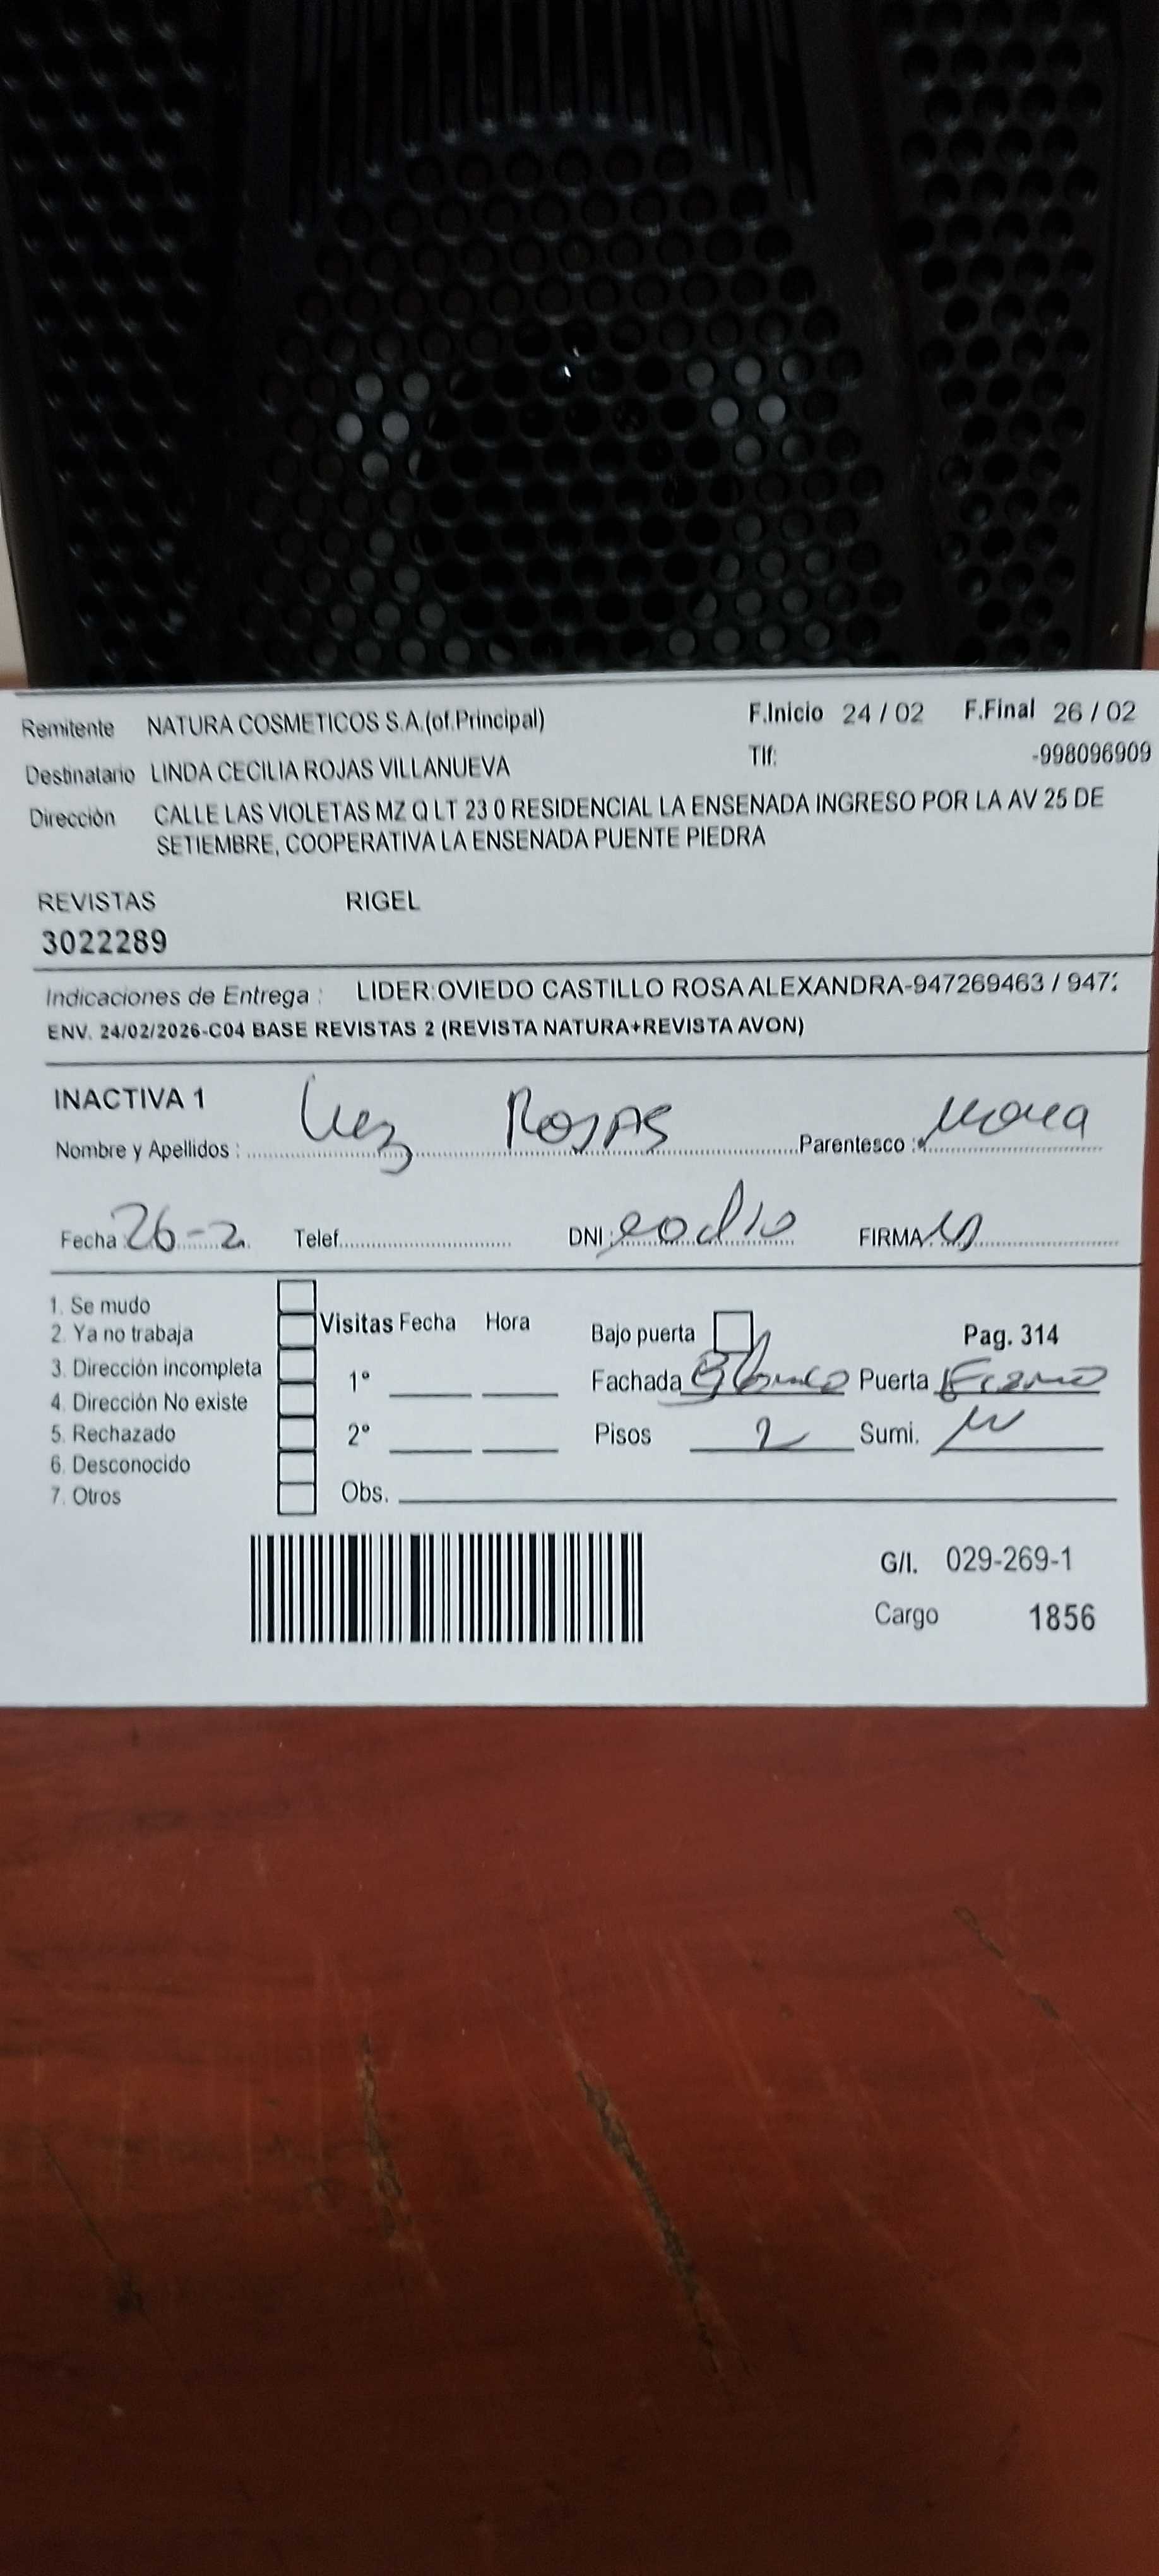 Remitente NATURA COSMETICOS S.A.(of.Principal) F.Inicio 24 / 02 F.Final 26 / 02
Destinatario LINDA CECILIA ROJAS VILLANUEVA Tlf: -998096909
Dirección CALLE LAS VIOLETAS MZ Q LT 23 0 RESIDENCIAL LA ENSENADA INGRESO POR LA AV 25 DE
SETIEMBRE, COOPERATIVA LA ENSENADA PUENTE PIEDRA
REVISTAS RIGEL
3022289
Indicaciones de Entrega : LIDER:OVIEDO CASTILLO ROSA ALEXANDRA-947269463 / 947
ENV. 24/02/2026-C04 BASE REVISTAS 2 (REVISTA NATURA+REVISTA AVON)
INACTIVA 1
Nombre y Apellidos : Rojas Parentesco :
Fecha 26-2 Telef. DNI : FIRMA
1. Se mudo
2. Ya no trabaja Visitas Fecha Hora Bajo puerta Pag. 314
3. Dirección incompleta 1° Fachada Blanco Puerta
4. Dirección No existe
5. Rechazado 2° Pisos 2 Sumi.
6. Desconocido
7. Otros Obs.
G/I. 029-269-1
Cargo 1856